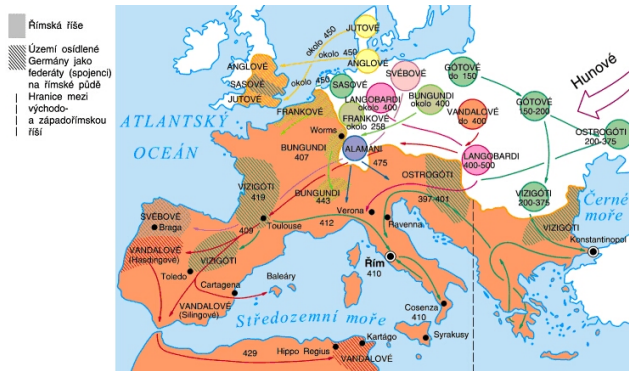 Římská říše
Území osídlené
Germány jako
federáty (spojenci)
na římské půdě
Hranice mezi
východo-
a západořímskou
říší
JUTOVÉ
okolo 450
okolo 450
ANGLOVÉ
ANGLOVÉ
SASOVÉ
JUTOVÉ
okolo 450
SASOVÉ
SVÉBOVÉ
GÓTOVÉ
do 150
Hunové
LANGOBARDI
okolo 400
BUNGUNDI
okolo 400
VANDALOVÉ
do 400
GÓTOVÉ
150-200
OSTROGÓTI
200-375
FRANKOVÉ
FRANKOVÉ
okolo 258
ATLANTSKÝ
OCEÁN
Worms
BUNGUNDI
407
ALAMANI
475
LANGOBARDI
400-500
OSTROGÓTI
397-401
VIZIGÓTI
419
BUNGUNDI
443
VIZIGÓTI
200-375
Černé
moře
VIZIGÓTI
Konstantinopol
SVÉBOVÉ
Braga
409
Toulouse
412
Verona
Ravenna
VANDALOVÉ
(Hasdingové)
VIZIGÓTI
Toledo
Řím
410
Cartagena
Baleáry
VANDALOVÉ
(Silingové)
Cosenza
410
Středozemní moře
Syrakusy
Kartágo
429
Hippo Regius
VANDALOVÉ